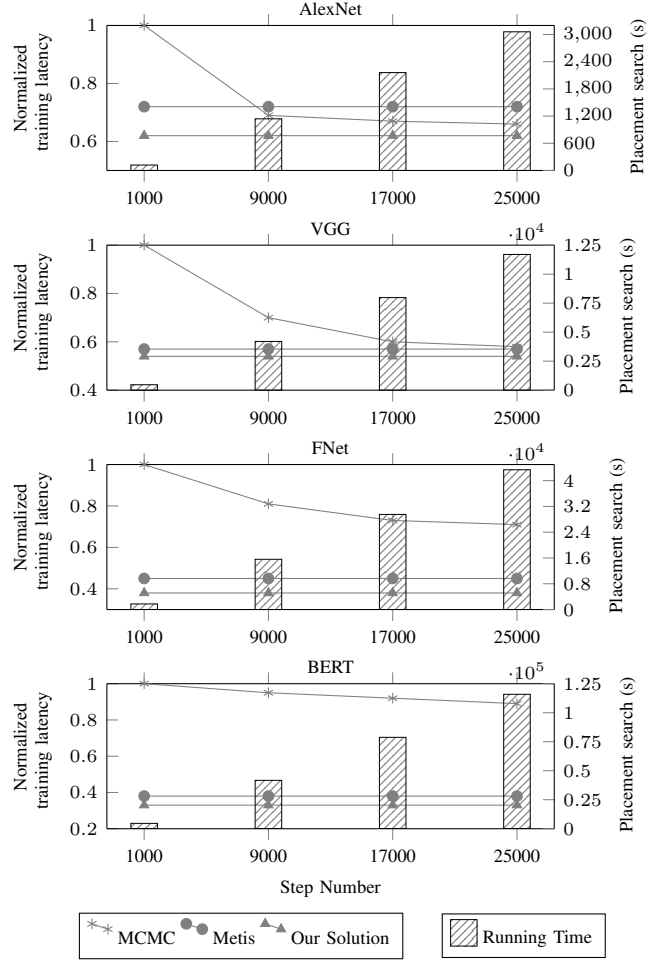 AlexNet
Normalized
training latency
1
0.8
0.6
3,000
2,400
1,800
1,200
600
0
Placement search (s)
1000 9000 17000 25000
VGG
·10^4
Normalized
training latency
1
0.8
0.6
0.4
1.25
1
0.75
0.5
0.25
0
Placement search (s)
1000 9000 17000 25000
FNet
·10^4
Normalized
training latency
1
0.8
0.6
0.4
4
3.2
2.4
1.6
0.8
0
Placement search (s)
1000 9000 17000 25000
BERT
·10^5
Normalized
training latency
1
0.8
0.6
0.4
0.2
1.25
1
0.75
0.5
0.25
0
Placement search (s)
1000 9000 17000 25000
Step Number
MCMC Metis Our Solution Running Time